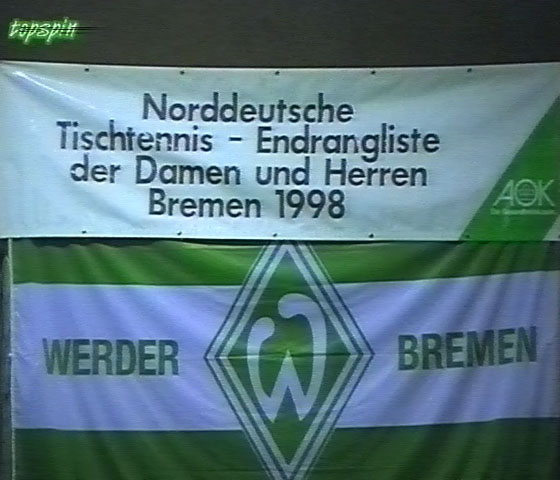 topspin
Norddeutsche
Tischtennis - Endrangliste
der Damen und Herren
Bremen 1998
AOK
WERDER
W
BREMEN